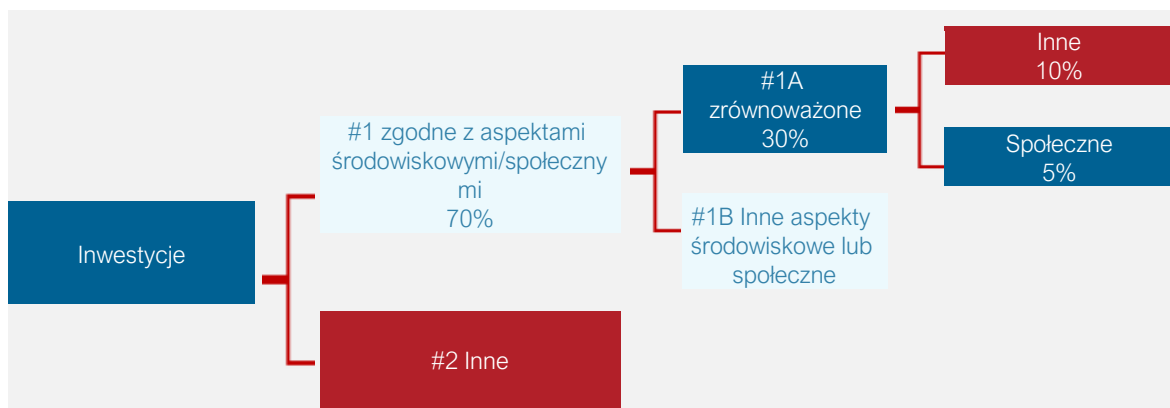 Inwestycje
#1 zgodne z aspektami
środowiskowymi/społeczny
mi
70%
#2 Inne
#1A
zrównoważone
30%
#1B Inne aspekty
środowiskowe lub
społeczne
Inne
10%
Społeczne
5%